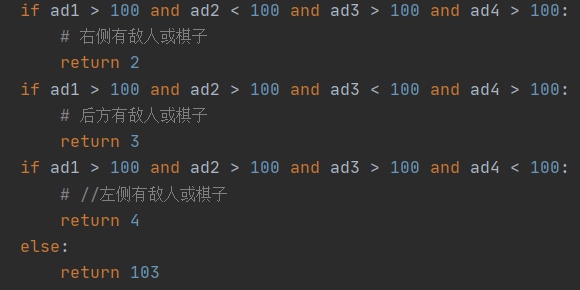 if ad1 > 100 and ad2 < 100 and ad3 > 100 and ad4 > 100:
# 右侧有敌人或棋子
return 2
if ad1 > 100 and ad2 > 100 and ad3 < 100 and ad4 > 100:
# 后方有敌人或棋子
return 3
if ad1 > 100 and ad2 > 100 and ad3 > 100 and ad4 < 100:
# //左侧有敌人或棋子
return 4
else:
return 103